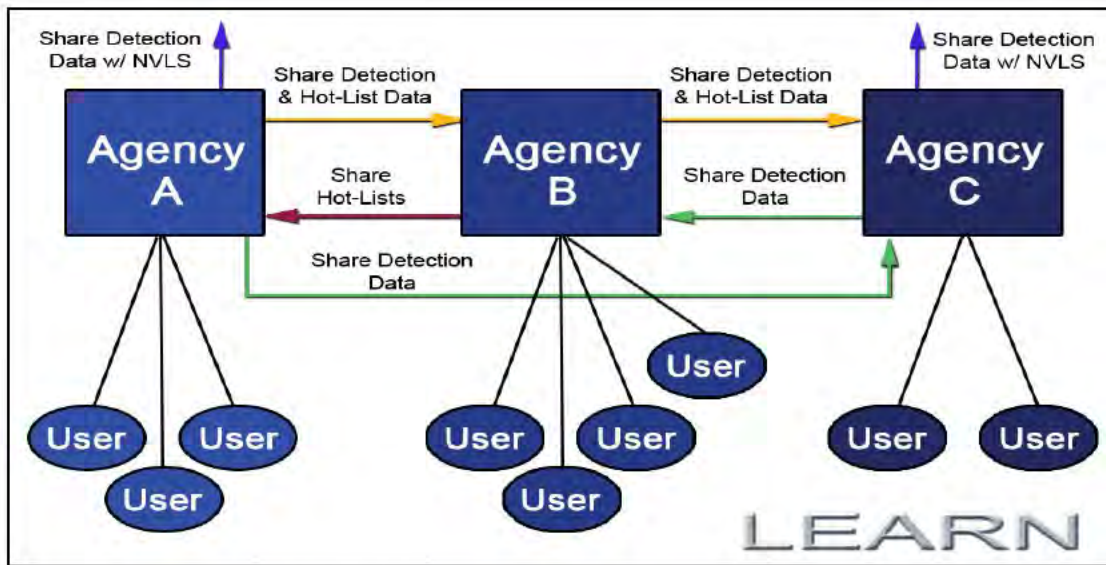 Share Detection
Data w/ NVLS
Share Detection
Data w/ NVLS
Share Detection
& Hot-List Data
Share Detection
& Hot-List Data
Agency
A
Agency
B
Agency
C
Share
Hot-Lists
Share Detection
Data
Share Detection
Data
User
User
User
User
User
User
User
User
User
LEARN